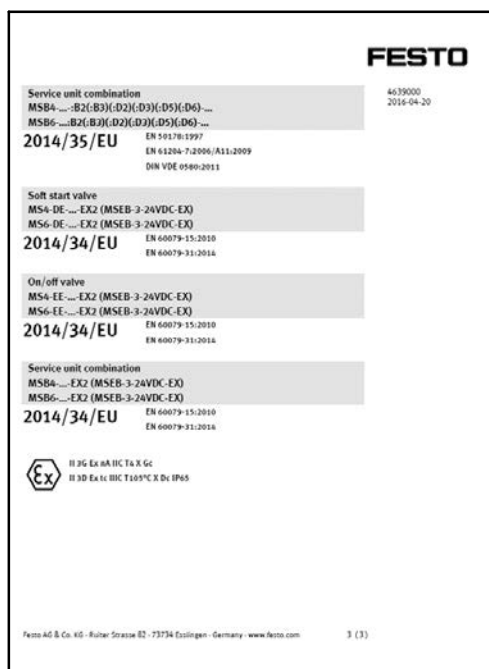 FESTO
4639000
2016-04-20
Service unit combination
MSB4-...-:B2(:B3)(:D2)(:D3)(:D5)(:D6)-...
MSB6-...:B2(:B3)(:D2)(:D3)(:D5)(:D6)-...
2014/35/EU
EN 50178:1997
EN 61204-7:2006/A11:2009
DIN VDE 0580:2011
Soft start valve
MS4-DE-...-EX2 (MSEB-3-24VDC-EX)
MS6-DE-...-EX2 (MSEB-3-24VDC-EX)
2014/34/EU
EN 60079-15:2010
EN 60079-31:2014
On/off valve
MS4-EE-...-EX2 (MSEB-3-24VDC-EX)
MS6-EE-...-EX2 (MSEB-3-24VDC-EX)
2014/34/EU
EN 60079-15:2010
EN 60079-31:2014
Service unit combination
MSB4-...-EX2 (MSEB-3-24VDC-EX)
MSB6-...-EX2 (MSEB-3-24VDC-EX)
2014/34/EU
EN 60079-15:2010
EN 60079-31:2014
Ex
II 3G Ex nA IIC T4 X Gc
II 3D Ex tc IIIC T105°C X Dc IP65
Festo AG & Co. KG - Ruiter Strasse 82 - 73734 Esslingen - Germany - www.festo.com
3 (3)